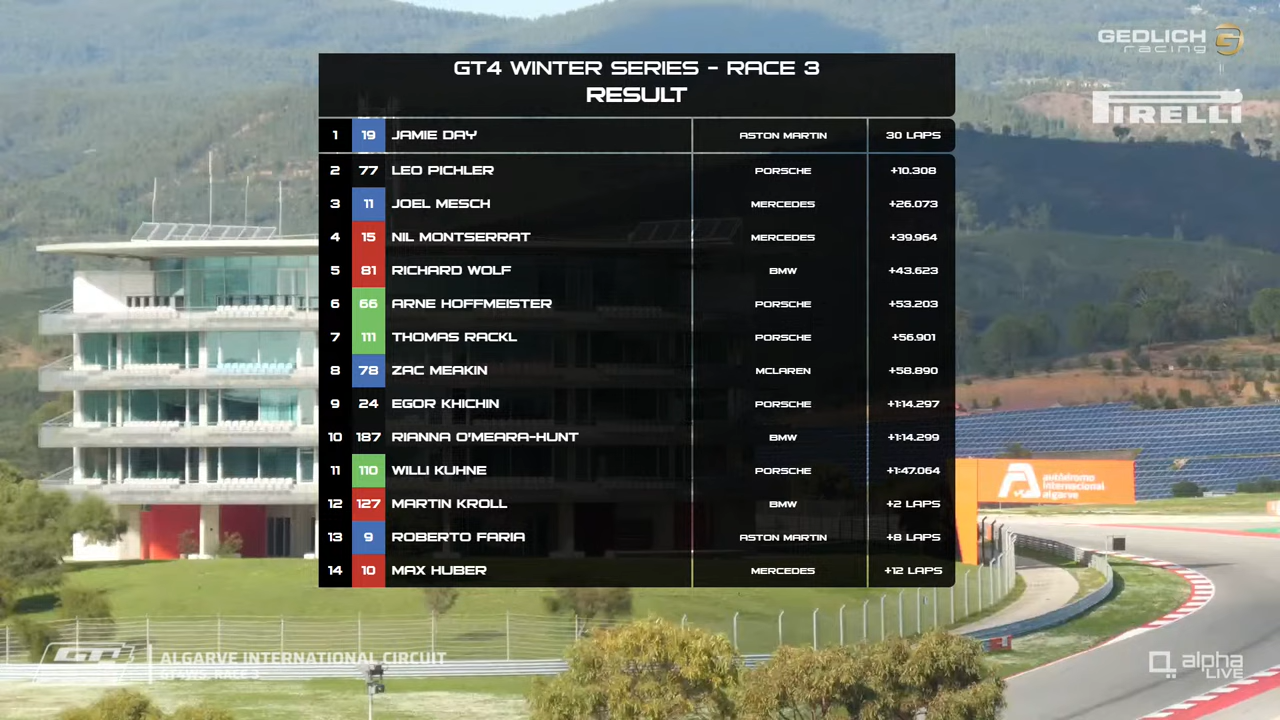 GEDLICH
racing
GT4 WINTER SERIES - RACE 3
RESULT
PIRELLI
1 19 JAMIE DAY ASTON MARTIN 30 LAPS
2 77 LEO PICHLER PORSCHE +10.308
3 11 JOEL MESCH MERCEDES +26.073
4 15 NIL MONTSERRAT MERCEDES +39.964
5 81 RICHARD WOLF BMW +43.623
6 66 ARNE HOFFMEISTER PORSCHE +53.203
7 111 THOMAS RACKL PORSCHE +56.901
8 78 ZAC MEAKIN MCLAREN +58.890
9 24 EGOR KHICHIN PORSCHE +1:14.297
10 187 RIANNA O'MEARA-HUNT BMW +1:14.299
11 110 WILLI KUHNE PORSCHE +1:47.064
autódromo
internacional
algarve
12 127 MARTIN KROLL BMW +2 LAPS
13 9 ROBERTO FARIA ASTON MARTIN +8 LAPS
14 10 MAX HUBER MERCEDES +12 LAPS
ALGARVE INTERNATIONAL CIRCUIT
alpha
LIVE